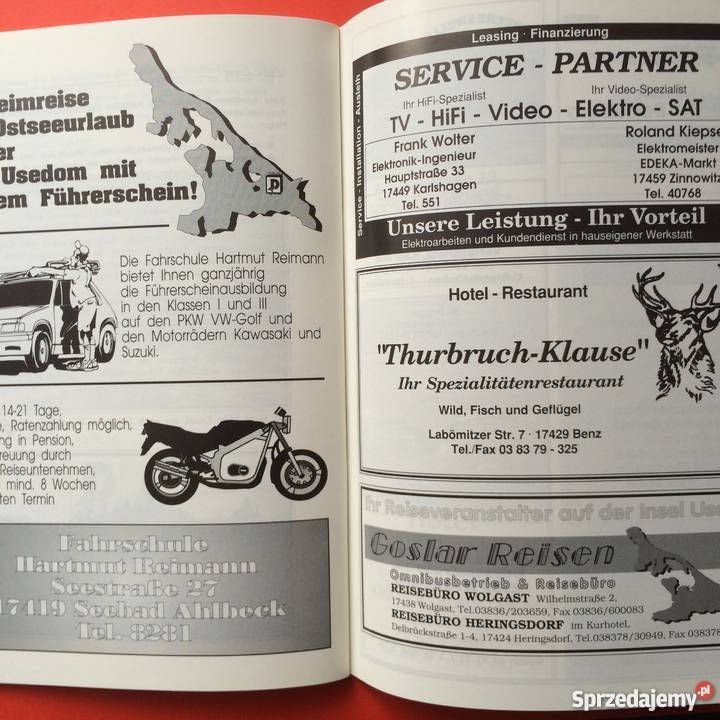 eimreise
Ostseeurlaub
er
Usedom mit
em Führerschein!
P
Die Fahrschule Hartmut Reimann
bietet Ihnen ganzjährig
die Führerscheinausbildung
in den Klassen I und III
auf den PKW VW-Golf und
den Motorrädern Kawasaki und
Suzuki.
14-21 Tage,
e, Ratenzahlung möglich,
ng in Pension,
reuung durch
Reiseuntenehmen,
mind. 8 Wochen
ten Termin
Fahrschule
Hartmut Reimann
Seestraße 27
17419 Seebad Ahlbeck
Tel. 8281
Leasing · Finanzierung
Service - Installation - Ausleih
SERVICE - PARTNER
Ihr HiFi-Spezialist
Ihr Video-Spezialist
TV - HiFi - Video - Elektro - SAT
Frank Wolter
Elektronik-Ingenieur
Hauptstraße 33
17449 Karlshagen
Tel. 551
Roland Kiepse
Elektromeister
EDEKA-Markt
17459 Zinnowitz
Tel. 40768
Unsere Leistung - Ihr Vorteil
Elektroarbeiten und Kundendienst in hauseigener Werkstatt
Hotel - Restaurant
"Thurbruch-Klause"
Ihr Spezialitätenrestaurant
Wild, Fisch und Geflügel
Labömitzer Str. 7 · 17429 Benz
Tel./Fax 03 83 79 - 325
Ihr Reiseveranstalter auf der Insel Use
Goslar Reisen
Omnibusbetrieb & Reisebüro
REISEBÜRO WOLGAST Wilhelmstraße 2,
17438 Wolgast, Tel.03836/203659, Fax 03836/600083
REISEBÜRO HERINGSDORF im Kurhotel,
Delbrückstraße 1-4, 17424 Heringsdorf, Tel.038378/30949, Fax.03837
Sprzedajemy.pl